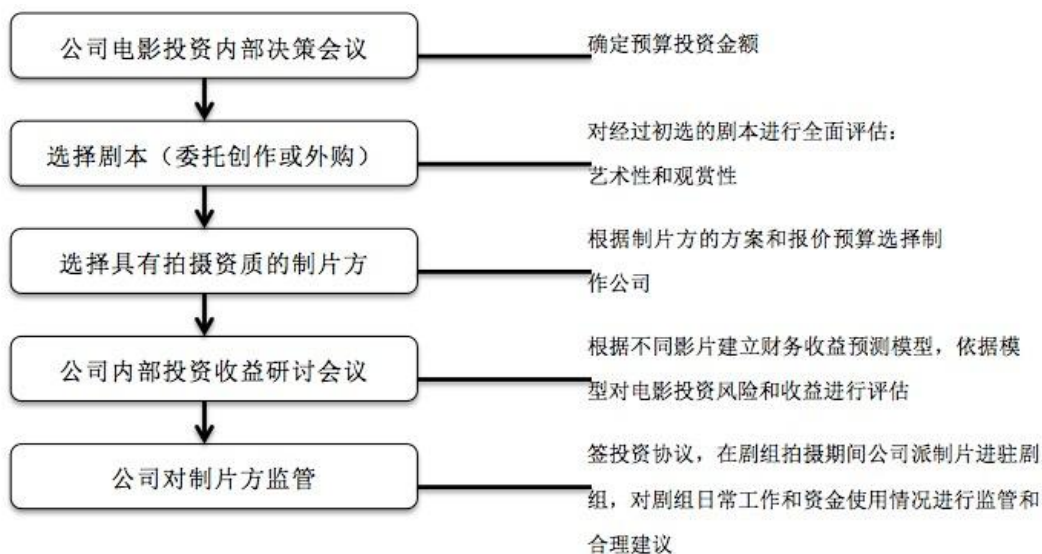 公司电影投资内部决策会议
确定预算投资金额
选择剧本（委托创作或外购）
对经过初选的剧本进行全面评估：
艺术性和观赏性
选择具有拍摄资质的制片方
根据制片方的方案和报价预算选择制
作公司
公司内部投资收益研讨会议
根据不同影片建立财务收益预测模型，依据模
型对电影投资风险和收益进行评估
公司对制片方监管
签投资协议，在剧组拍摄期间公司派制片进驻剧
组，对剧组日常工作和资金使用情况进行监管和
合理建议